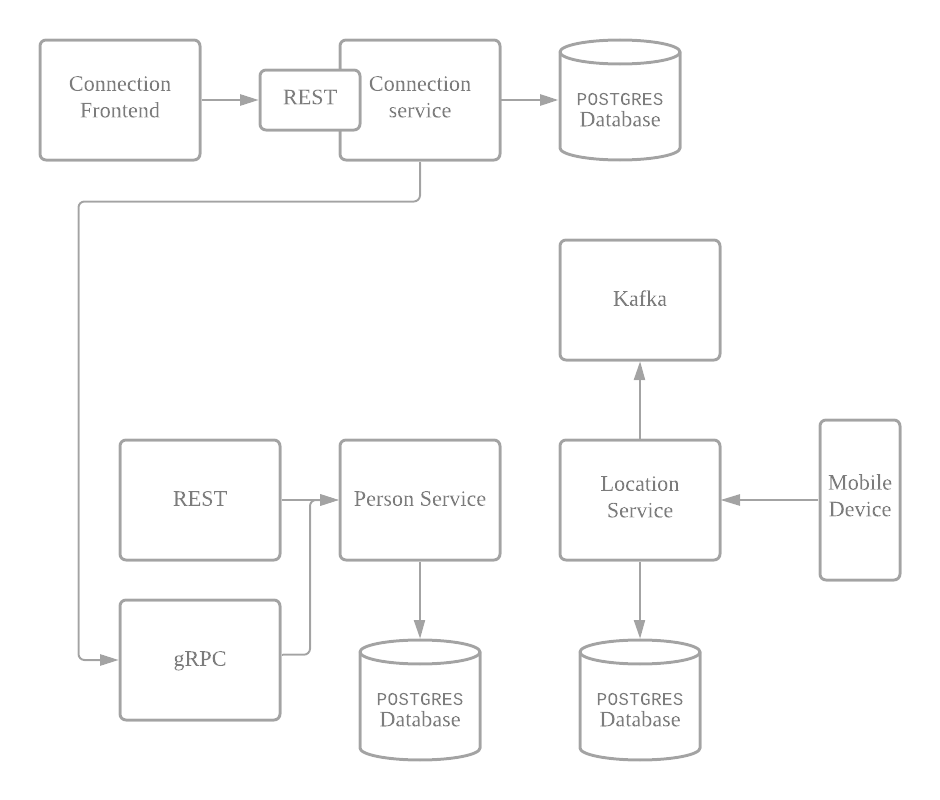 Connection
Frontend
REST
Connection
service
POSTGRES
Database
Kafka
REST
Person Service
Location
Service
Mobile
Device
gRPC
POSTGRES
Database
POSTGRES
Database